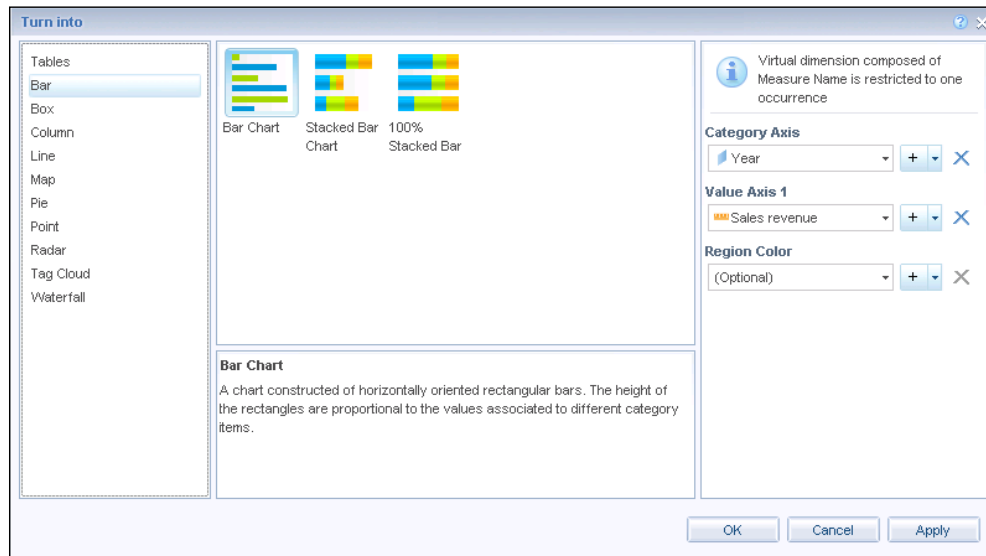 Turn into
Tables
Bar
Box
Column
Line
Map
Pie
Point
Radar
Tag Cloud
Waterfall
Bar Chart
Stacked Bar
Chart
100%
Stacked Bar
Bar Chart
A chart constructed of horizontally oriented rectangular bars. The height of
the rectangles are proportional to the values associated to different category
items.
Virtual dimension composed of
Measure Name is restricted to one
occurrence
Category Axis
Year
Value Axis 1
Sales revenue
Region Color
(Optional)
OK
Cancel
Apply